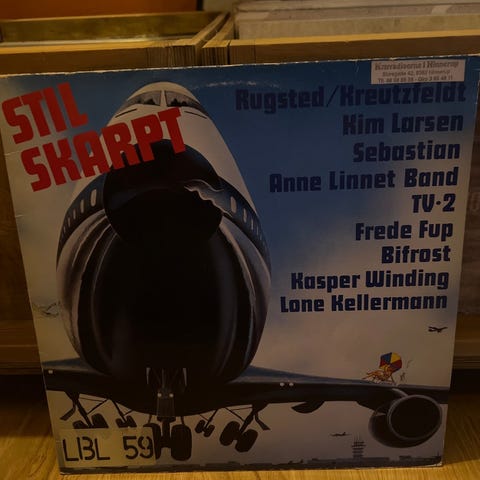 STIL
SKARPT
Rugsted/Kreutzfeldt
Kim Larsen
Sebastian
Anne Linnet Band
TV·2
Frede Fup
Bifrost
Kasper Winding
Lone Kellermann
LBL 59